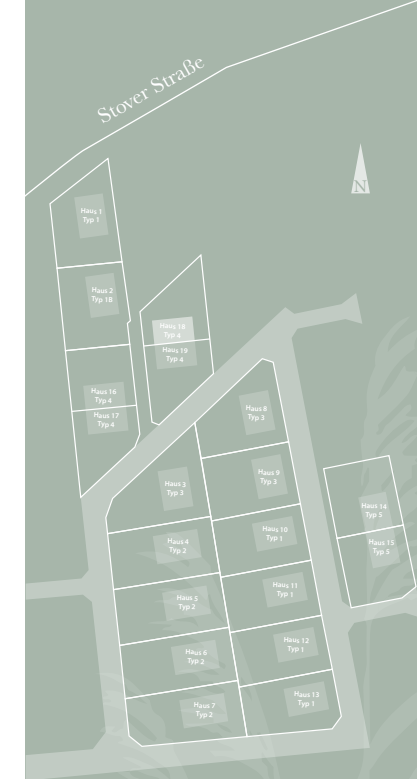 Stover Straße
N
Haus 1
Typ 1
Haus 2
Typ 1B
Haus 18
Typ 4
Haus 19
Typ 4
Haus 16
Typ 4
Haus 17
Typ 4
Haus 8
Typ 3
Haus 9
Typ 3
Haus 3
Typ 3
Haus 14
Typ 5
Haus 10
Typ 1
Haus 4
Typ 2
Haus 15
Typ 5
Haus 11
Typ 1
Haus 5
Typ 2
Haus 12
Typ 1
Haus 6
Typ 2
Haus 13
Typ 1
Haus 7
Typ 2